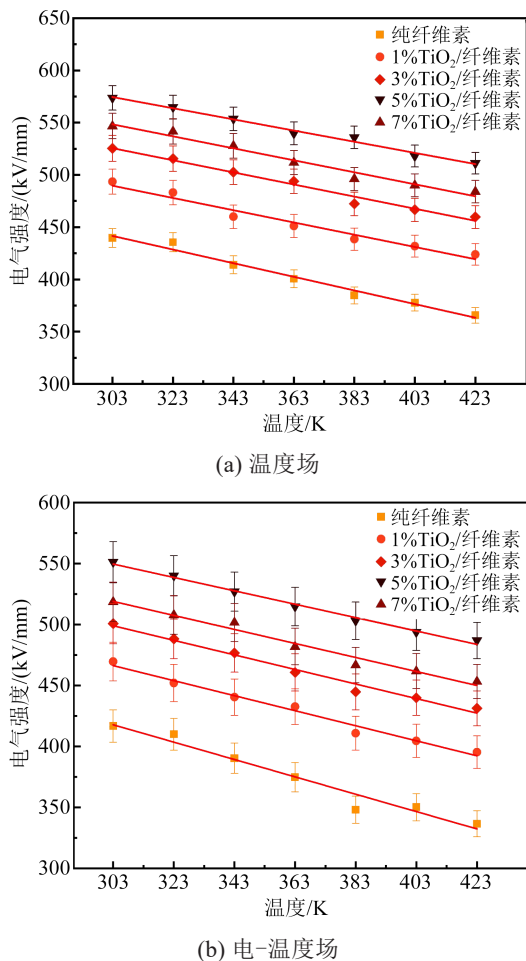 650
600
550
500
450
400
350
300
电气强度/(kV/mm)
纯纤维素
1%TiO₂/纤维素
3%TiO₂/纤维素
5%TiO₂/纤维素
7%TiO₂/纤维素
303 323 343 363 383 403 423
温度/K
(a) 温度场
600
550
500
450
400
350
300
电气强度/(kV/mm)
纯纤维素
1%TiO₂/纤维素
3%TiO₂/纤维素
5%TiO₂/纤维素
7%TiO₂/纤维素
303 323 343 363 383 403 423
温度/K
(b) 电-温度场